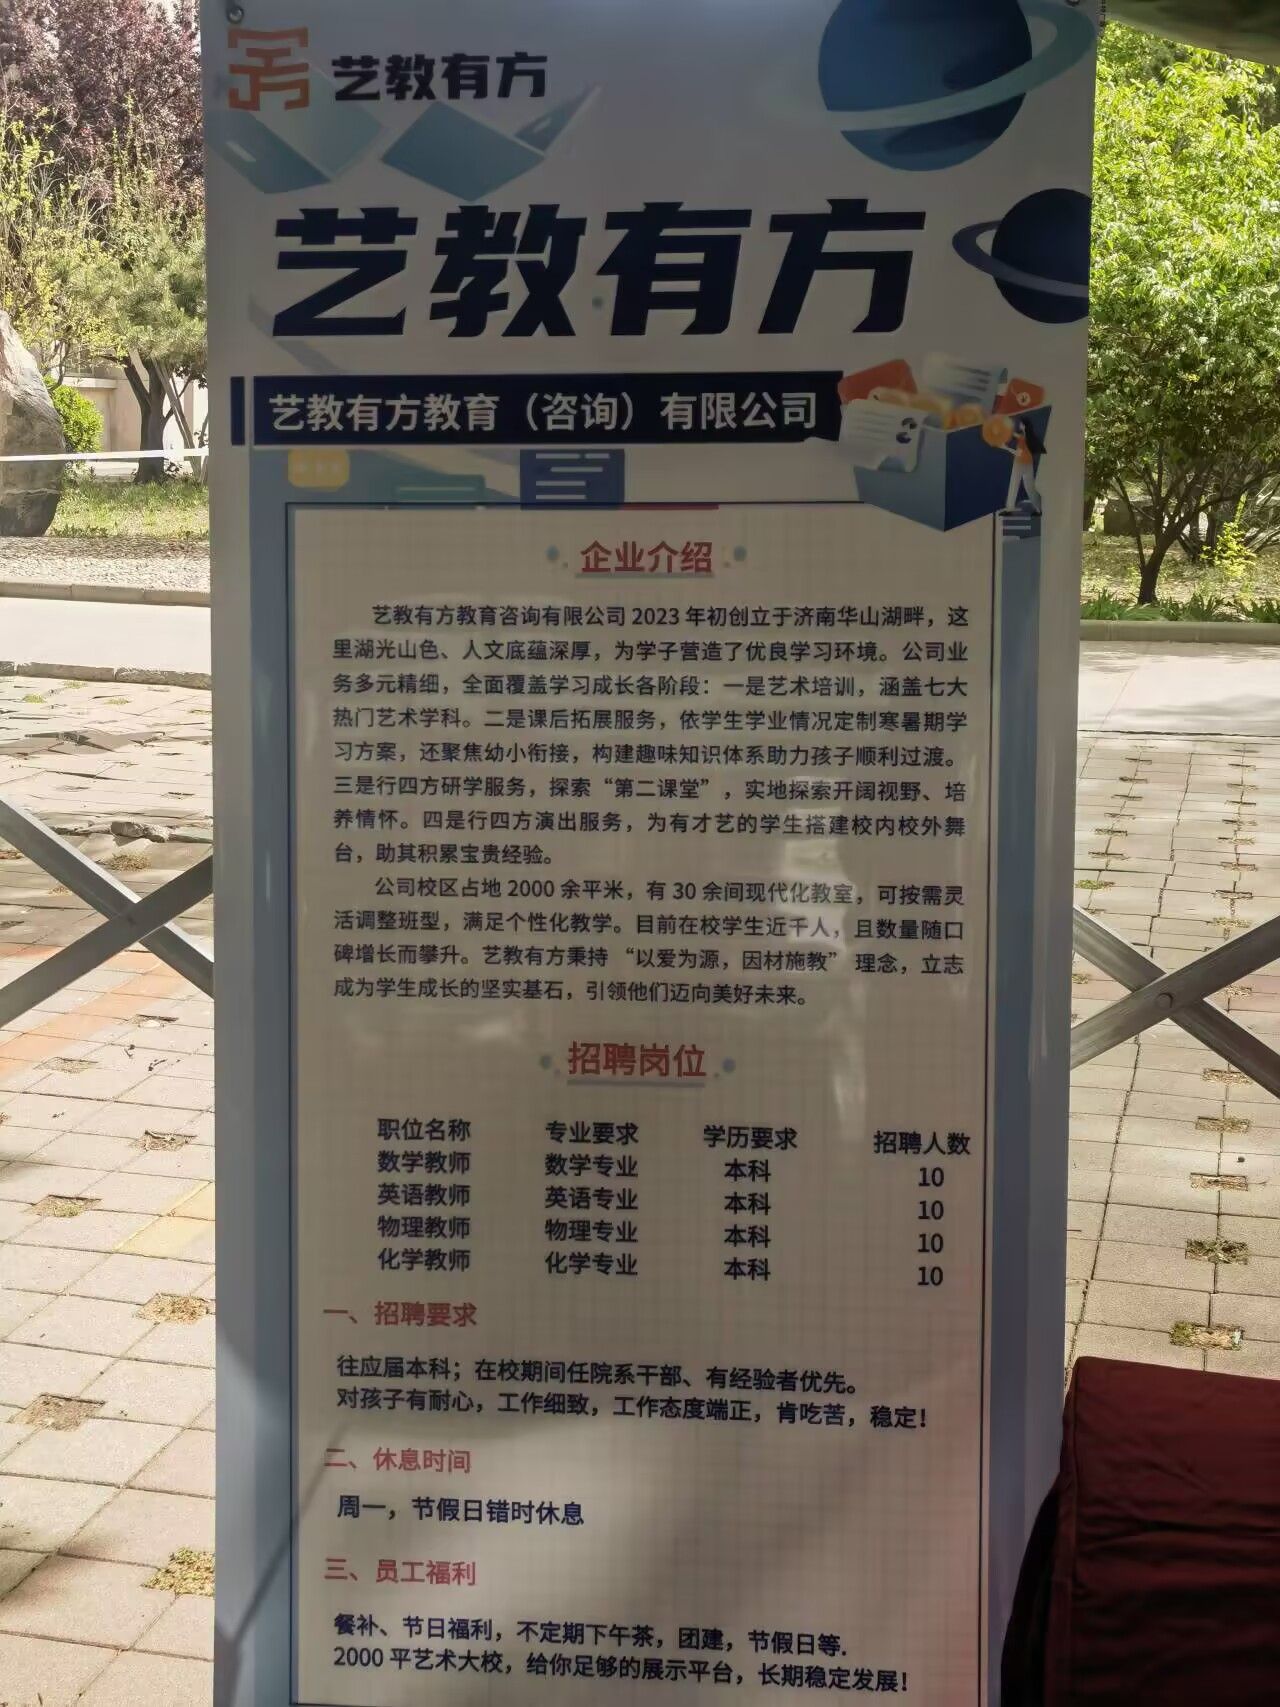 艺教有方
艺教有方
艺教有方教育（咨询）有限公司
企业介绍
艺教有方教育咨询有限公司 2023 年初创立于济南华山湖畔，这
里湖光山色、人文底蕴深厚，为学子营造了优良学习环境。公司业
务多元精细，全面覆盖学习成长各阶段：一是艺术培训，涵盖七大
热门艺术学科。二是课后拓展服务，依学生学业情况定制寒暑期学
习方案，还聚焦幼小衔接，构建趣味知识体系助力孩子顺利过渡。
三是行四方研学服务，探索“第二课堂”，实地探索开阔视野、培
养情怀。四是行四方演出服务，为有才艺的学生搭建校内校外舞
台，助其积累宝贵经验。
公司校区占地 2000 余平米，有 30 余间现代化教室，可按需灵
活调整班型，满足个性化教学。目前在校学生近千人，且数量随口
碑增长而攀升。艺教有方秉持 “以爱为源，因材施教” 理念，立志
成为学生成长的坚实基石，引领他们迈向美好未来。
招聘岗位
职位名称 专业要求 学历要求 招聘人数
数学教师 数学专业 本科 10
英语教师 英语专业 本科 10
物理教师 物理专业 本科 10
化学教师 化学专业 本科 10
一、招聘要求
往应届本科；在校期间任院系干部、有经验者优先。
对孩子有耐心，工作细致，工作态度端正，肯吃苦，稳定！
二、休息时间
周一，节假日错时休息
三、员工福利
餐补、节日福利，不定期下午茶，团建，节假日等.
2000 平艺术大校，给你足够的展示平台，长期稳定发展！